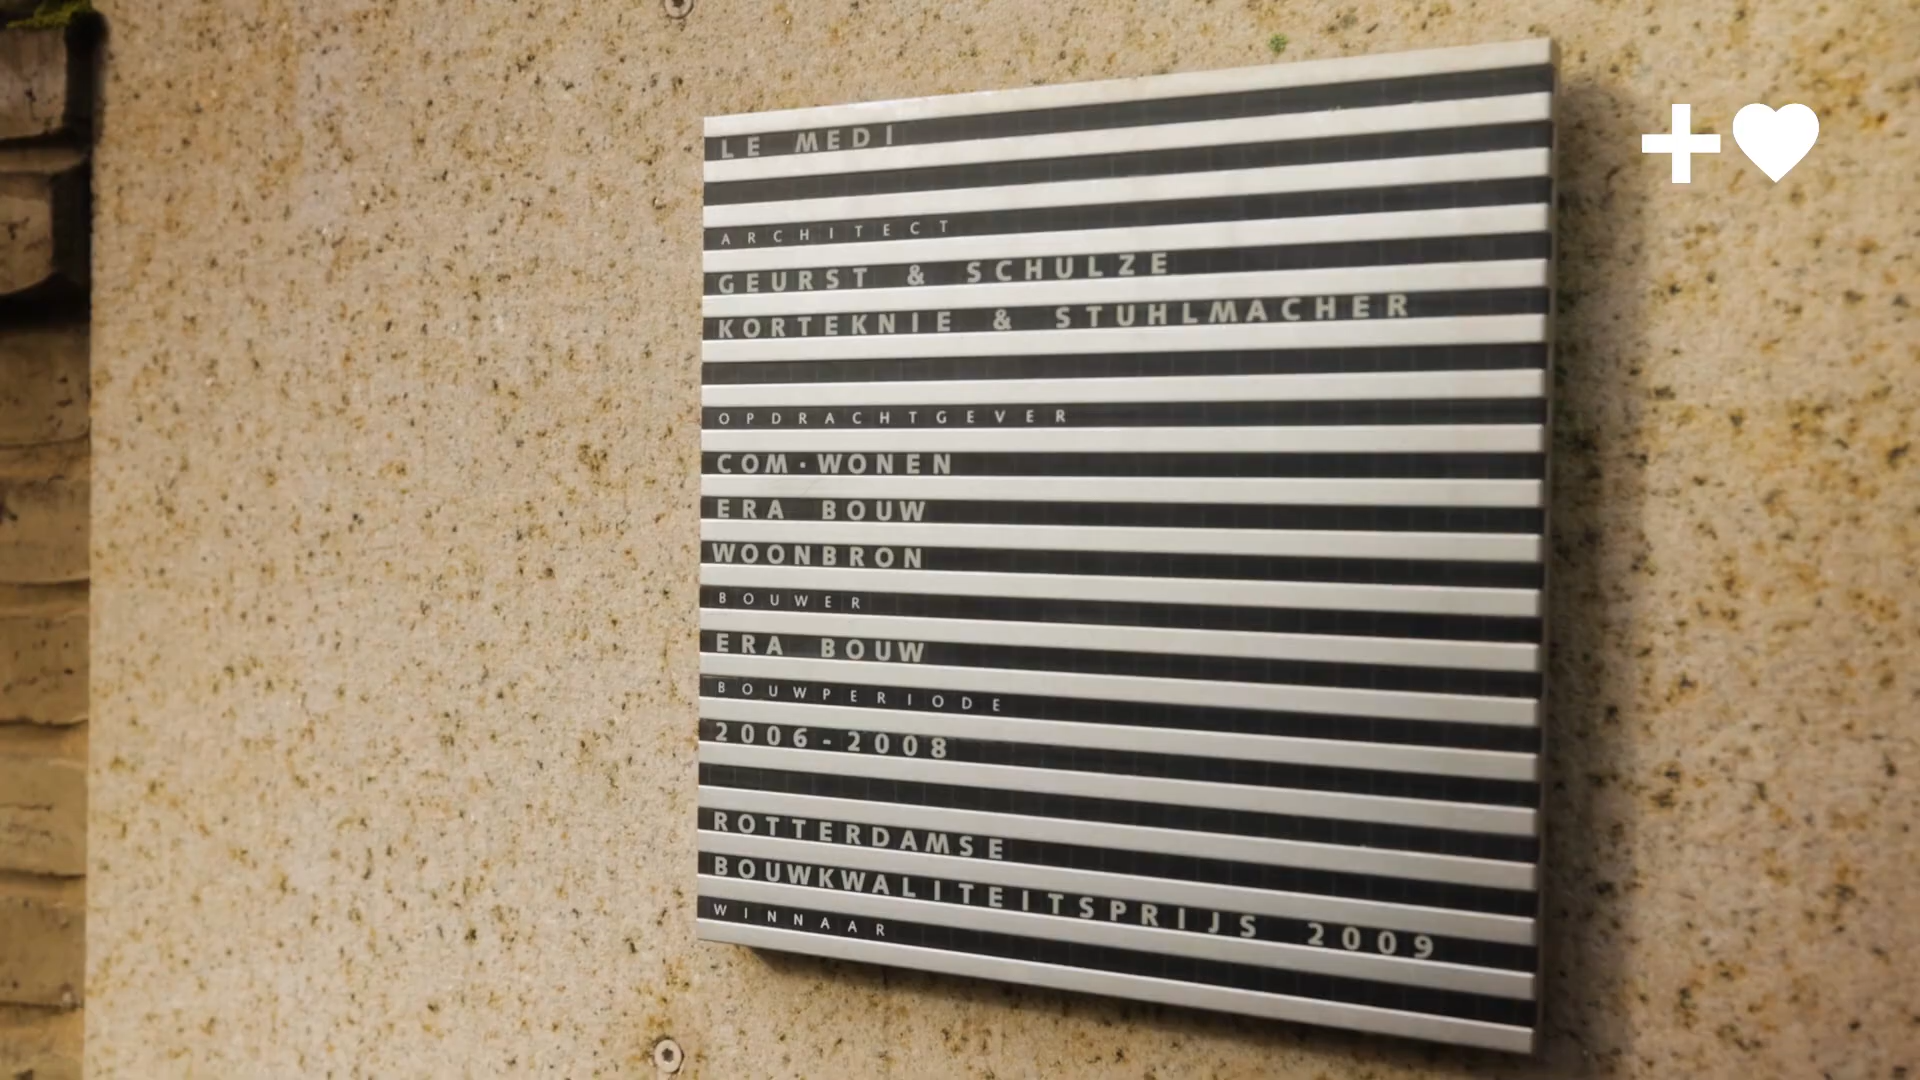 LE MEDI
ARCHITECT
GEURST & SCHULZE
KORTEKNIE & STUHLMACHER
OPDRACHTGEVER
COM·WONEN
ERA BOUW
WOONBRON
BOUWER
ERA BOUW
BOUWPERIODE
2006-2008
ROTTERDAMSE
BOUWKWALITEITSPRIJS 2009
WINNAAR